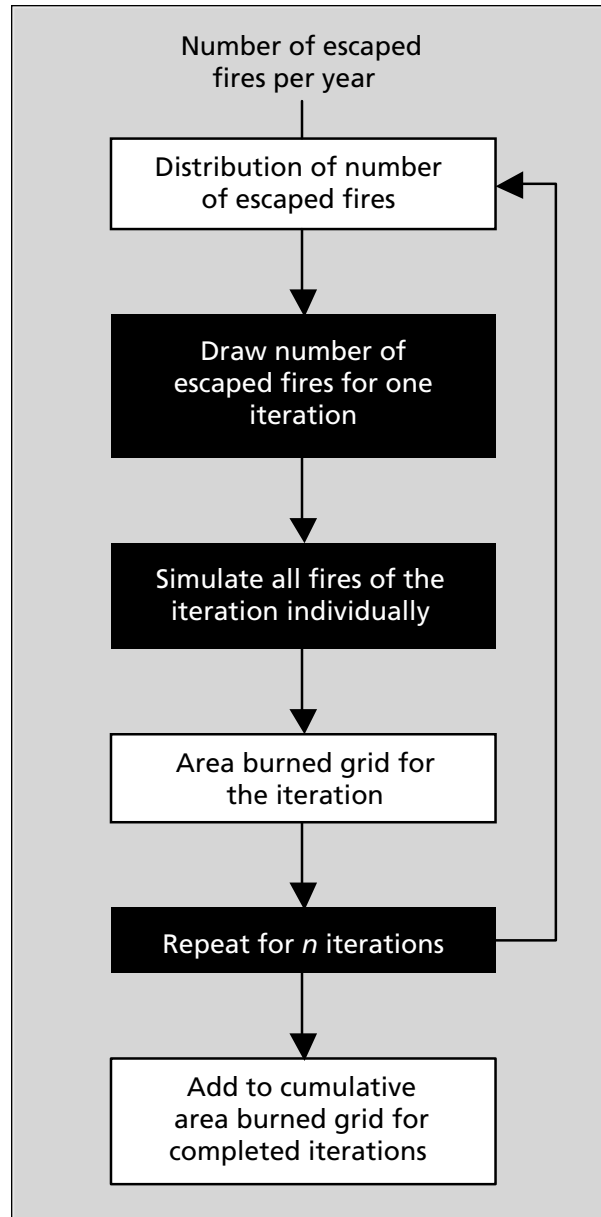 Number of escaped
fires per year
Distribution of number
of escaped fires
Draw number of
escaped fires for one
iteration
Simulate all fires of the
iteration individually
Area burned grid for
the iteration
Repeat for n iterations
Add to cumulative
area burned grid for
completed iterations